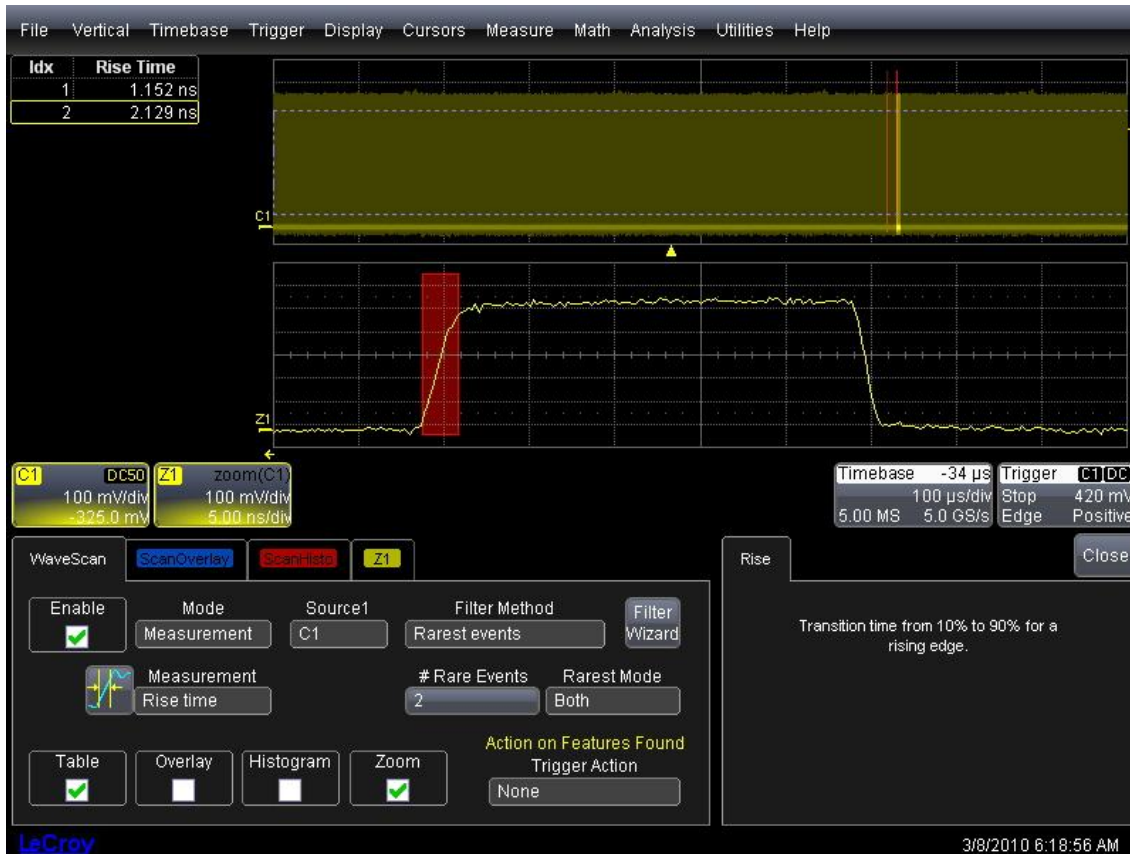 File Vertical Timebase Trigger Display Cursors Measure Math Analysis Utilities Help
Idx Rise Time
1 1.152 ns
2 2.129 ns
C1
Z1
C1 DC50
100 mV/div
-325.0 mV
Z1 zoom(C1)
100 mV/div
5.00 ns/div
Timebase -34 µs
100 µs/div
5.00 MS 5.0 GS/s
Trigger C1 DC
Stop 420 mV
Edge Positive
WaveScan ScanOverlay ScanHisto Z1
Enable Mode Source1 Filter Method
Measurement C1 Rarest events
Filter
Wizard
Measurement # Rare Events Rarest Mode
Rise time 2 Both
Action on Features Found
Table Overlay Histogram Zoom Trigger Action
None
Rise
Close
Transition time from 10% to 90% for a
rising edge.
LeCroy
3/8/2010 6:18:56 AM